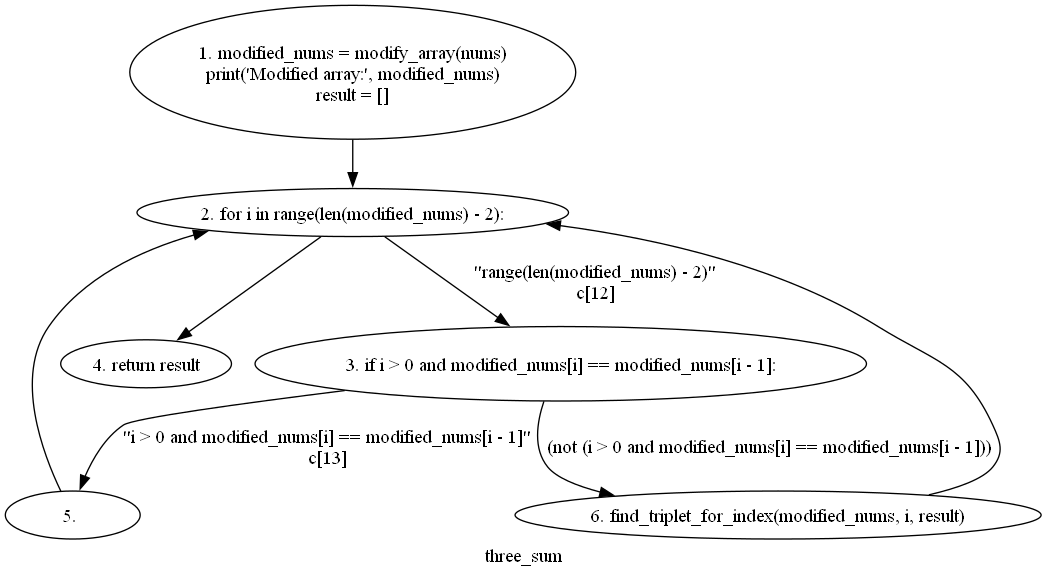 1. modified_nums = modify_array(nums)
print('Modified array:', modified_nums)
result = []
2. for i in range(len(modified_nums) - 2):
"range(len(modified_nums) - 2)"
c[12]
4. return result
3. if i > 0 and modified_nums[i] == modified_nums[i - 1]:
"i > 0 and modified_nums[i] == modified_nums[i - 1]"
c[13]
(not (i > 0 and modified_nums[i] == modified_nums[i - 1]))
5.
6. find_triplet_for_index(modified_nums, i, result)
three_sum